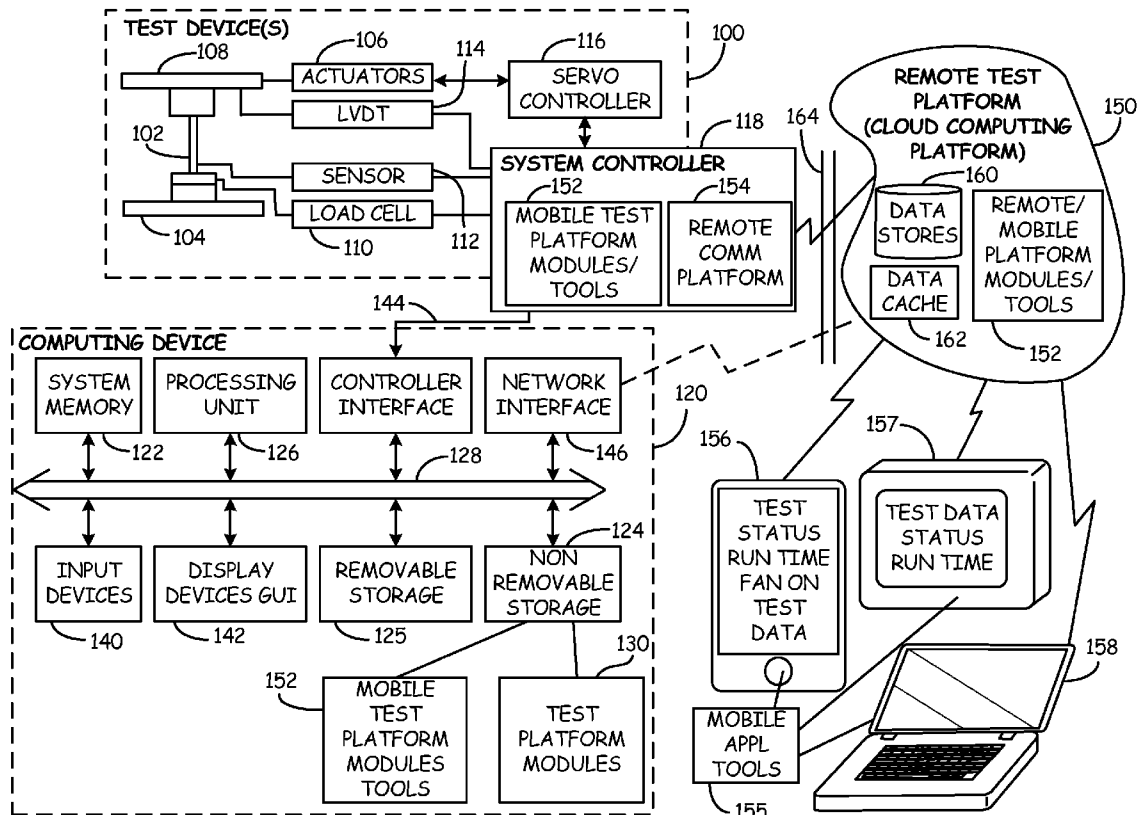 TEST DEVICE(S)
108
106
114
116
100
ACTUATORS
SERVO
CONTROLLER
LVDT
102
118
164
SYSTEM CONTROLLER
SENSOR
152
154
LOAD CELL
104
110
112
MOBILE TEST
PLATFORM
MODULES/
TOOLS
REMOTE
COMM
PLATFORM
REMOTE TEST
PLATFORM
(CLOUD COMPUTING
PLATFORM)
150
160
DATA
STORES
REMOTE/
MOBILE
PLATFORM
MODULES/
TOOLS
DATA
CACHE
162
152
144
COMPUTING DEVICE
SYSTEM
MEMORY
PROCESSING
UNIT
CONTROLLER
INTERFACE
NETWORK
INTERFACE
120
122
126
128
146
INPUT
DEVICES
DISPLAY
DEVICES GUI
REMOVABLE
STORAGE
124
NON
REMOVABLE
STORAGE
140
142
125
152
130
MOBILE
TEST
PLATFORM
MODULES
TOOLS
TEST
PLATFORM
MODULES
156
TEST
STATUS
RUN TIME
FAN ON
TEST
DATA
157
TEST DATA
STATUS
RUN TIME
158
MOBILE
APPL
TOOLS
155